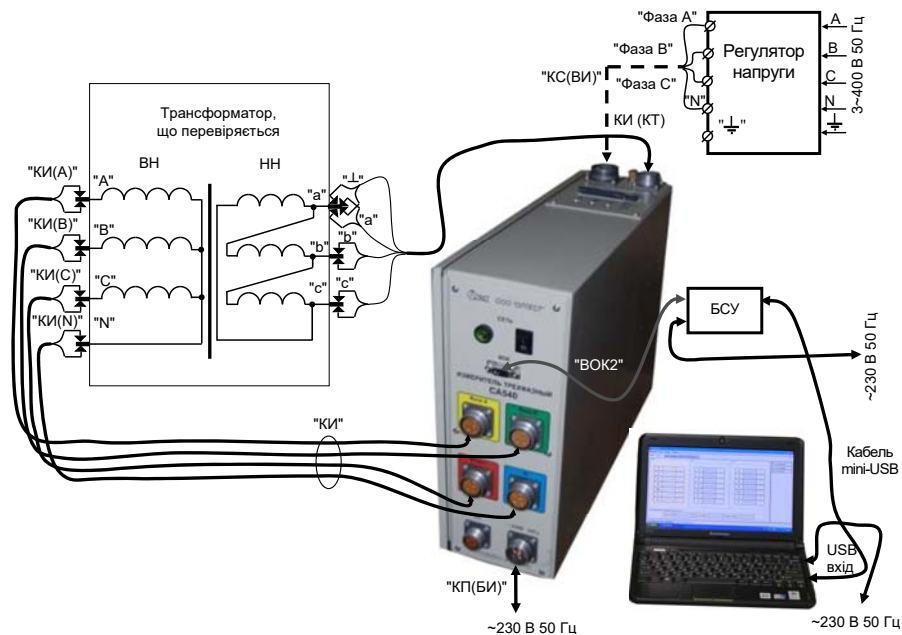 "Фаза А"
"Фаза В"
"Фаза С"
"N"
"⏚"
Регулятор
напруги
А
В
С
N
3~400 В 50 Гц
"КС(ВИ)"
КИ (КТ)
Трансформатор,
що перевіряється
ВН
НН
"КИ(А)"
"А"
"КИ(В)"
"В"
"КИ(С)"
"С"
"КИ(N)"
"N"
"a"
"⊥"
"a"
"b"
"b"
"c"
"c"
"КИ"
СЕТЬ
ВОК
ИЗМЕРИТЕЛЬ ТРЕХФАЗНЫЙ
СА540
"ВОК2"
БСУ
~230 В 50 Гц
Кабель
mini-USB
USB
вхід
"КП(БИ)"
~230 В 50 Гц
~230 В 50 Гц